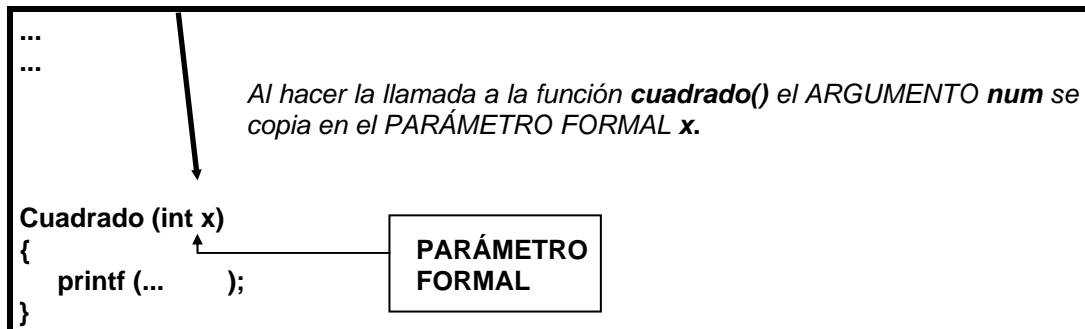 ...
...
Al hacer la llamada a la función cuadrado() el ARGUMENTO num se
copia en el PARÁMETRO FORMAL x.
Cuadrado (int x)
{
PARÁMETRO
FORMAL
printf (... );
}